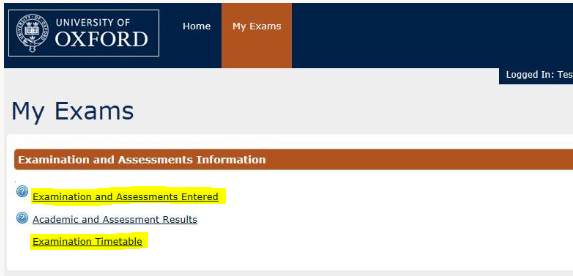 UNIVERSITY OF
OXFORD
Home
My Exams
Logged In: Tes
My Exams
Examination and Assessments Information
Examination and Assessments Entered
Academic and Assessment Results
Examination Timetable